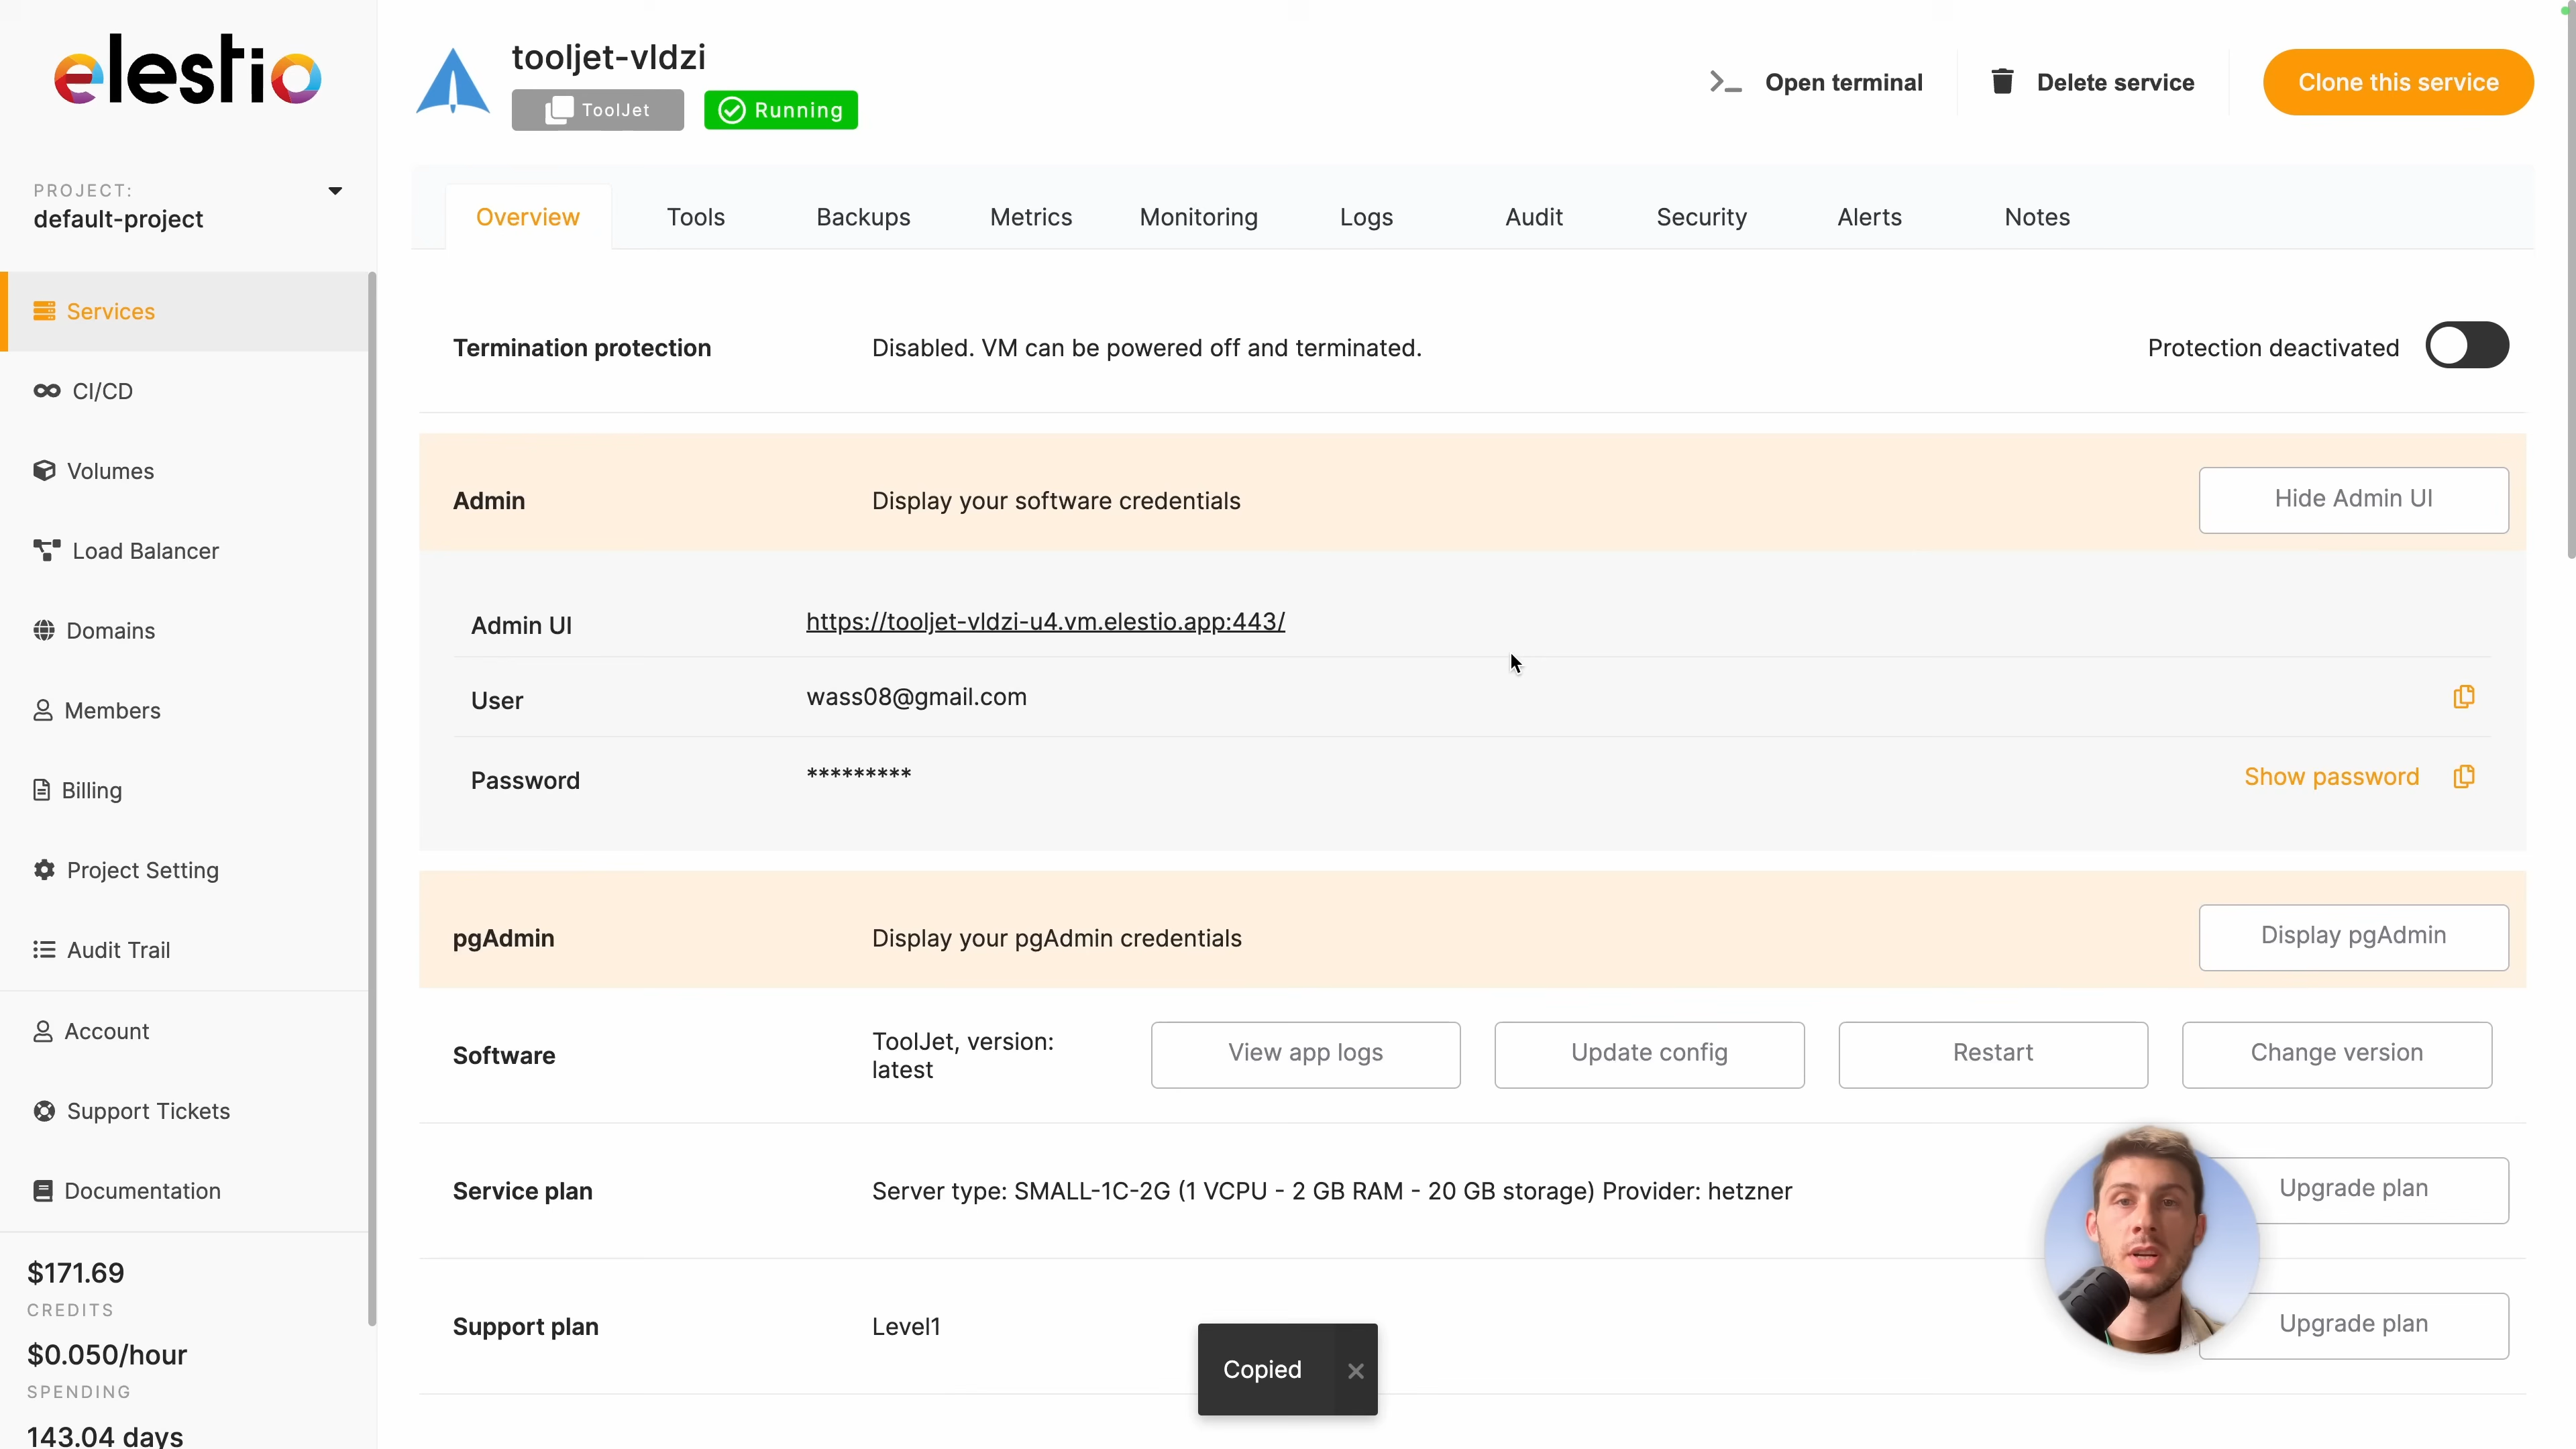 elestio
PROJECT:
default-project
Services
CI/CD
Volumes
Load Balancer
Domains
Members
Billing
Project Setting
Audit Trail
Account
Support Tickets
Documentation
$171.69
CREDITS
$0.050/hour
SPENDING
143.04 days
tooljet-vldzi
ToolJet
Running
Open terminal
Delete service
Clone this service
Overview
Tools
Backups
Metrics
Monitoring
Logs
Audit
Security
Alerts
Notes
Termination protection
Disabled. VM can be powered off and terminated.
Protection deactivated
Admin
Display your software credentials
Hide Admin UI
Admin UI
https://tooljet-vldzi-u4.vm.elestio.app:443/
User
wass08@gmail.com
Password
*********
Show password
pgAdmin
Display your pgAdmin credentials
Display pgAdmin
Software
ToolJet, version:
latest
View app logs
Update config
Restart
Change version
Service plan
Server type: SMALL-1C-2G (1 VCPU - 2 GB RAM - 20 GB storage) Provider: hetzner
Upgrade plan
Support plan
Level1
Upgrade plan
Copied